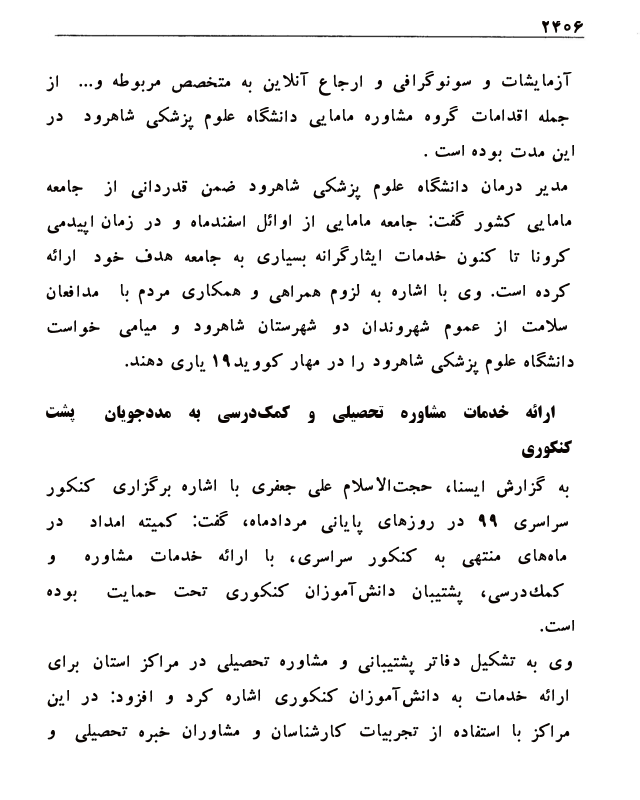 ۲۴۰۶
آزمایشات و سونوگرافی و ارجاع آنلاین به متخصص مربوطه و... از
جمله اقدامات گروه مشاوره مامایی دانشگاه علوم پزشکی شاهرود در
این مدت بوده است .
مدیر درمان دانشگاه علوم پزشکی شاهرود ضمن قدردانی از جامعه
مامایی کشور گفت: جامعه مامایی از اوائل اسفندماه و در زمان اپیدمی
کرونا تا کنون خدمات ایثارگرانه بسیاری به جامعه هدف خود ارائه
کرده است. وی با اشاره به لزوم همراهی و همکاری مردم با مدافعان
سلامت از عموم شهروندان دو شهرستان شاهرود و میامی خواست
دانشگاه علوم پزشکی شاهرود را در مهار کووید۱۹ یاری دهند.
ارائه خدمات مشاوره تحصیلی و کمک‌درسی به مددجویان پشت
کنکوری
به گزارش ایسنا، حجت‌الاسلام علی جعفری با اشاره برگزاری کنکور
سراسری ۹۹ در روزهای پایانی مردادماه، گفت: کمیته امداد در
ماه‌های منتهی به کنکور سراسری، با ارائه خدمات مشاوره و
کمک‌درسی، پشتیبان دانش‌آموزان کنکوری تحت حمایت بوده
است.
وی به تشکیل دفاتر پشتیبانی و مشاوره تحصیلی در مراکز استان برای
ارائه خدمات به دانش‌آموزان کنکوری اشاره کرد و افزود: در این
مراکز با استفاده از تجربیات کارشناسان و مشاوران خبره تحصیلی و